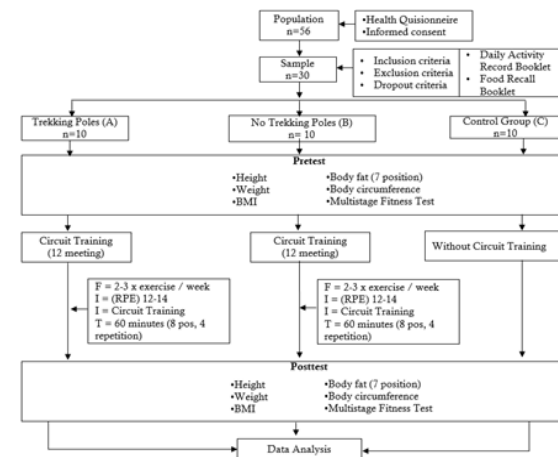 Population
n=56
•Health Quisionneire
•Informed consent
Sample
n=30
• Inclusion criteria
• Exclusion criteria
• Dropout criteria
• Daily Activity
Record Booklet
• Food Recall
Booklet
Trekking Poles (A)
n=10
No Trekking Poles (B)
n= 10
Control Group (C)
n=10
Pretest
•Height
•Weight
•BMI
•Body fat (7 position)
•Body circumference
•Multistage Fitness Test
Circuit Training
(12 meeting)
Circuit Training
(12 meeting)
Without Circuit Training
F = 2-3 x exercise / week
I = (RPE) 12-14
I = Circuit Training
T = 60 minutes (8 pos, 4
repetition)
F = 2-3 x exercise / week
I = (RPE) 12-14
I = Circuit Training
T = 60 minutes (8 pos, 4
repetition)
Posttest
•Height
•Weight
•BMI
•Body fat (7 position)
•Body circumference
•Multistage Fitness Test
Data Analysis